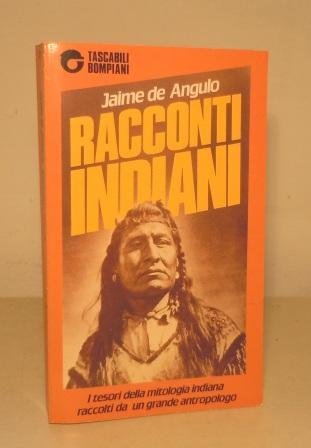 TASCABILI
BOMPIANI
Jaime de Angulo
RACCONTI
INDIANI
I tesori della mitologia indiana
raccolti da un grande antropologo